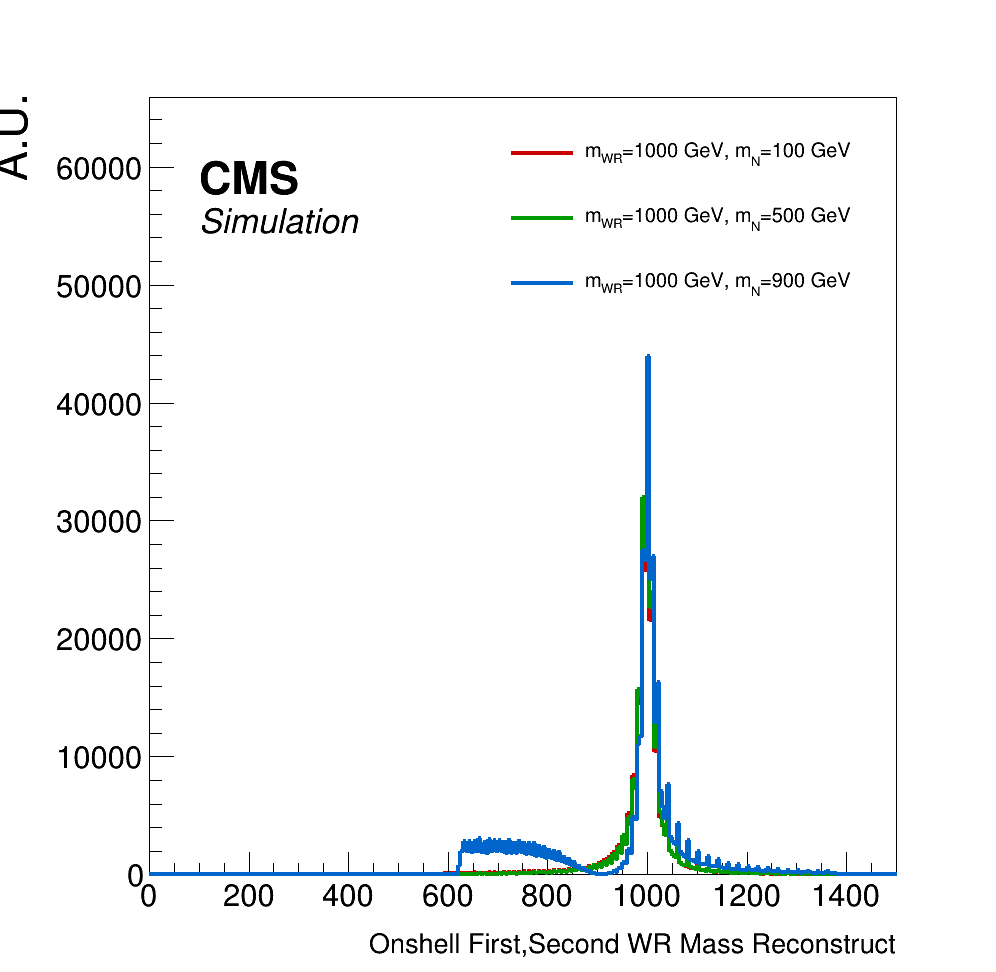 A.U.
CMS
Simulation
mWR=1000 GeV, mN=100 GeV
mWR=1000 GeV, mN=500 GeV
mWR=1000 GeV, mN=900 GeV
60000
50000
40000
30000
20000
10000
0
0 200 400 600 800 1000 1200 1400
Onshell First,Second WR Mass Reconstruct